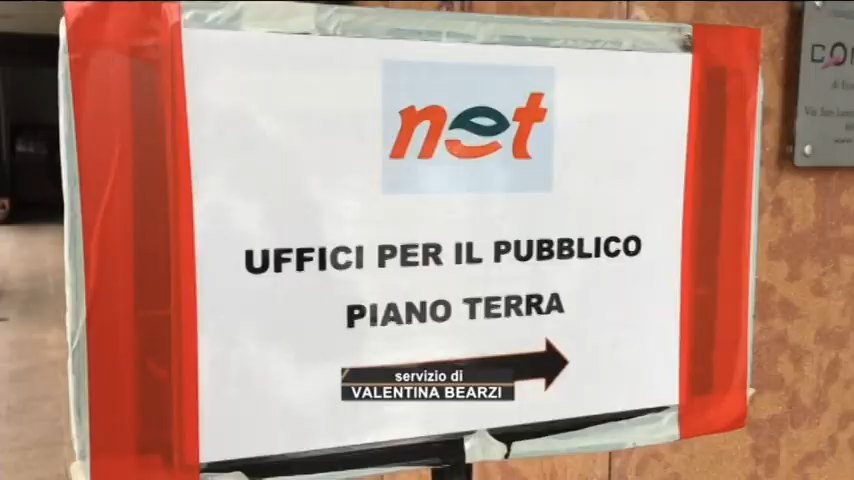 net
UFFICI PER IL PUBBLICO
PIANO TERRA
servizio di
VALENTINA BEARZI